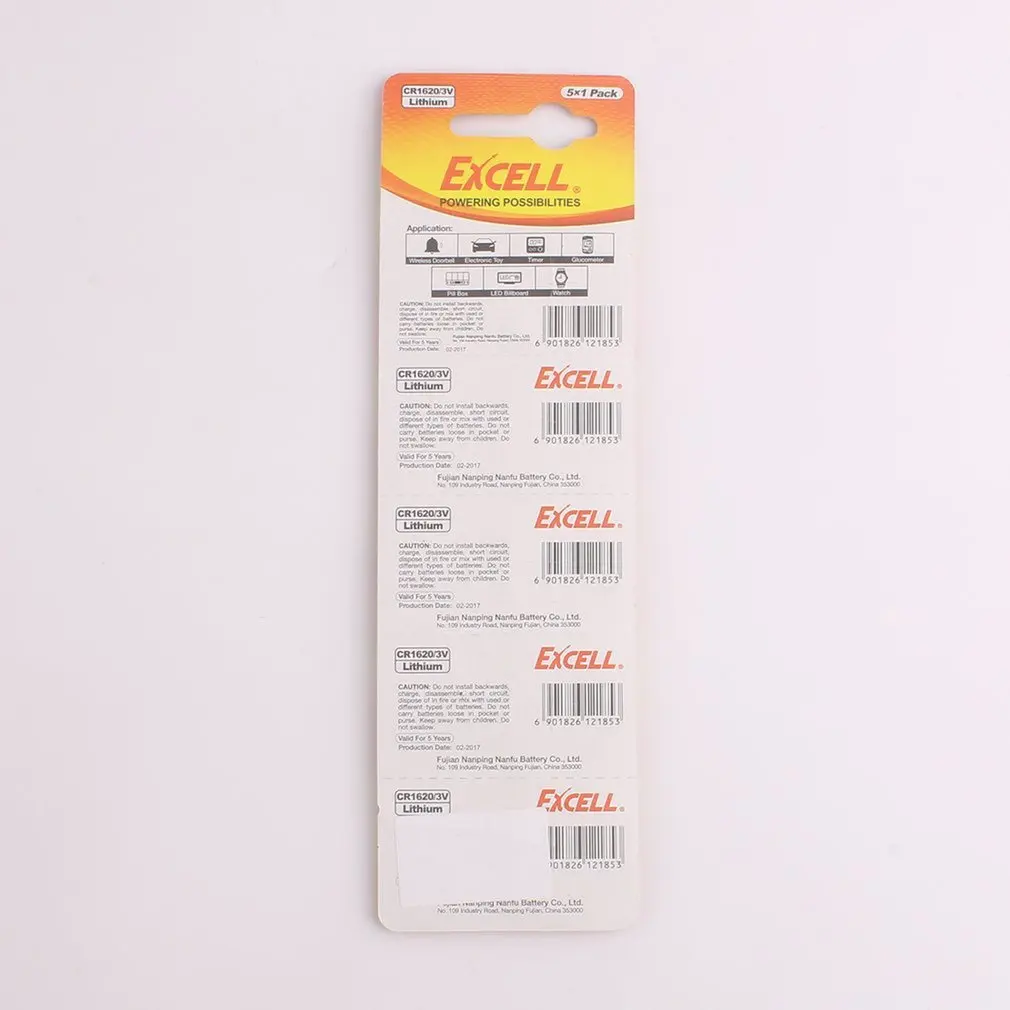 CR1620/3V
Lithium
5×1 Pack
EXCELL®
POWERING POSSIBILITIES
Application:
Wireless Doorbell Electronic Toy Timer Glucometer
Pill Box LED Billboard Watch
CAUTION: Do not install backwards,
charge, disassemble, short circuit,
dispose of in fire or mix with used or
different types of batteries. Do not
carry batteries loose in pocket or
purse. Keep away from children. Do
not swallow.
Valid For 5 Years
Production Date: 02-2017
Fujian Nanping Nanfu Battery Co., Ltd.
No. 109 Industry Road, Nanping Fujian, China 353000
6 901826 121853
CR1620/3V
Lithium
EXCELL®
CAUTION: Do not install backwards,
charge, disassemble, short circuit,
dispose of in fire or mix with used or
different types of batteries. Do not
carry batteries loose in pocket or
purse. Keep away from children. Do
not swallow.
6 901826 121853
Valid For 5 Years
Production Date: 02-2017
Fujian Nanping Nanfu Battery Co., Ltd.
No. 109 Industry Road, Nanping Fujian, China 353000
CR1620/3V
Lithium
EXCELL®
CAUTION: Do not install backwards,
charge, disassemble, short circuit,
dispose of in fire or mix with used or
different types of batteries. Do not
carry batteries loose in pocket or
purse. Keep away from children. Do
not swallow.
6 901826 121853
Valid For 5 Years
Production Date: 02-2017
Fujian Nanping Nanfu Battery Co., Ltd.
No. 109 Industry Road, Nanping Fujian, China 353000
CR1620/3V
Lithium
EXCELL®
CAUTION: Do not install backwards,
charge, disassemble, short circuit,
dispose of in fire or mix with used or
different types of batteries. Do not
carry batteries loose in pocket or
purse. Keep away from children. Do
not swallow.
6 901826 121853
Valid For 5 Years
Production Date: 02-2017
Fujian Nanping Nanfu Battery Co., Ltd.
No. 109 Industry Road, Nanping Fujian, China 353000
CR1620/3V
Lithium
EXCELL®
901826 121853
Fujian Nanping Nanfu Battery Co., Ltd.
No. 109 Industry Road, Nanping Fujian, China 353000